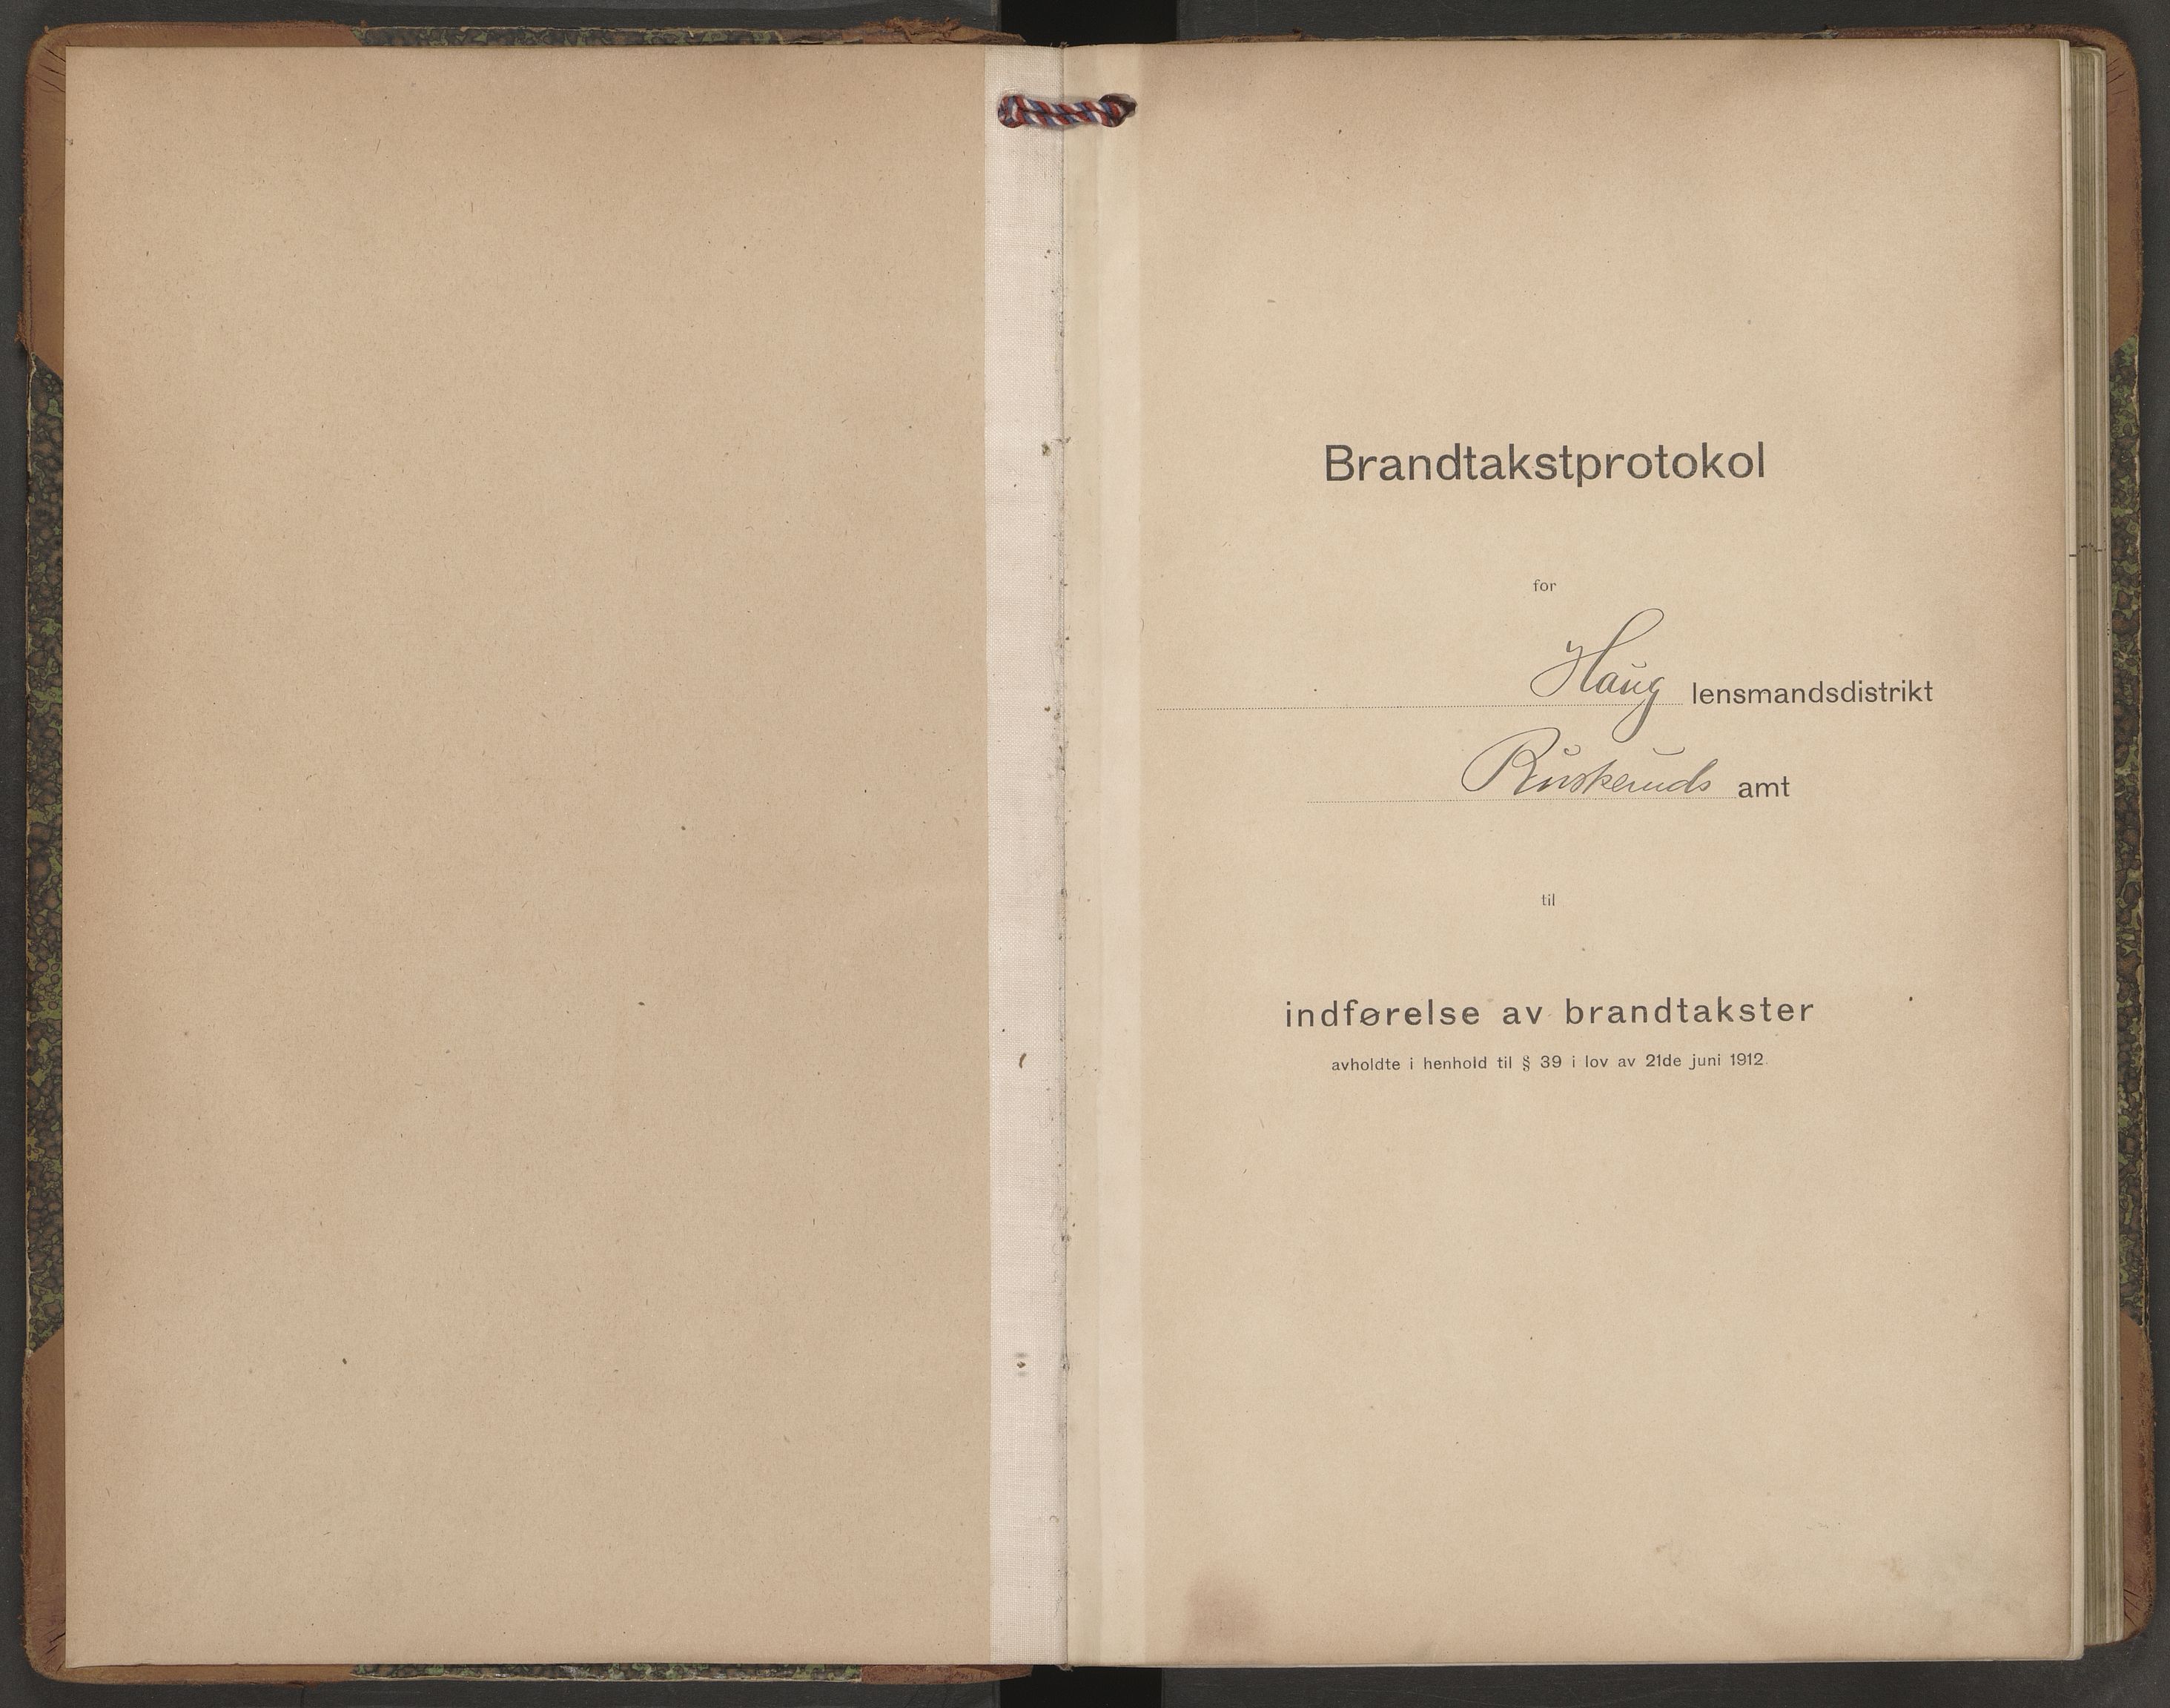 Brandtakstprotokol
for
Haug lensmandsdistrikt
Buskeruds amt
til
indførelse av brandtakster
avholdte i henhold til § 39 i lov av 21de juni 1912.